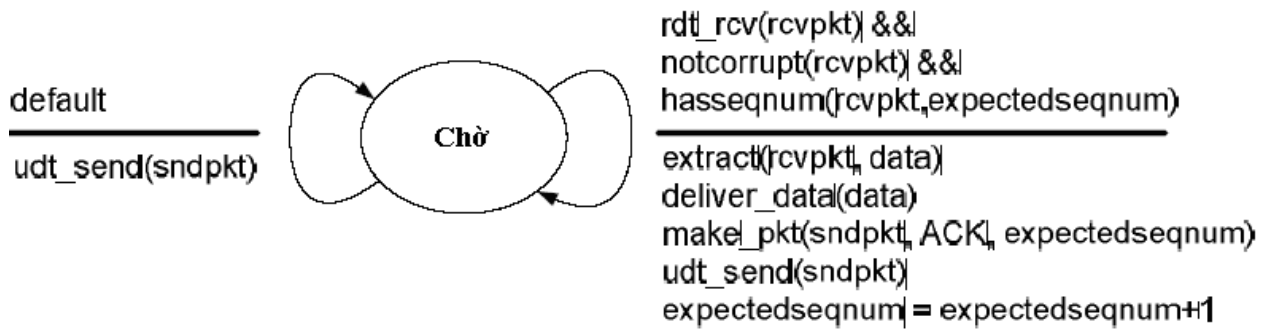 default
udt_send(sndpkt)
Chờ
rdt_rcv(rcvpkt) &&
notcorrupt(rcvpkt) &&
hasseqnum(rcvpkt,expectedseqnum)
extract(rcvpkt, data)
deliver_data(data)
make_pkt(sndpkt, ACK, expectedseqnum)
udt_send(sndpkt)
expectedseqnum = expectedseqnum+1